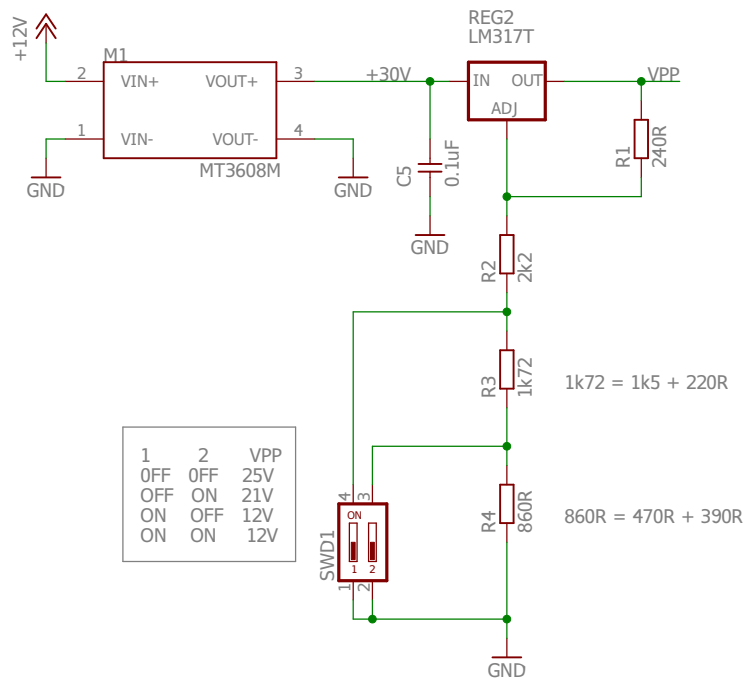 +12V
M1
2
VIN+
VOUT+
3
1
VIN-
VOUT-
4
MT3608M
GND
GND
+30V
C5
0.1uF
GND
REG2
LM317T
IN
OUT
ADJ
VPP
R1
240R
R2
2k2
R3
1k72
1k72 = 1k5 + 220R
R4
860R
860R = 470R + 390R
1 2 VPP
0FF 0FF 25V
OFF ON 21V
ON OFF 12V
ON ON 12V
SWD1
4
3
ON
1 2
1
2
GND